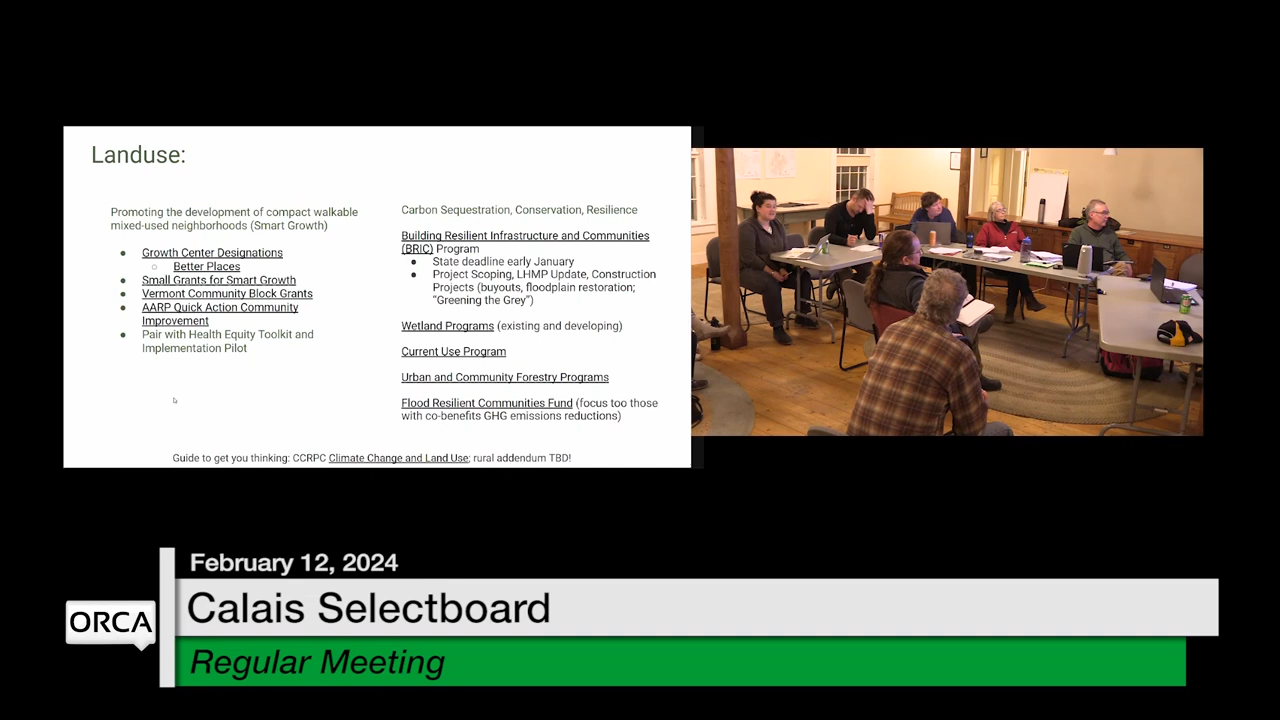 Landuse:
Promoting the development of compact walkable
mixed-used neighborhoods (Smart Growth)
Growth Center Designations
Better Places
Small Grants for Smart Growth
Vermont Community Block Grants
AARP Quick Action Community
Improvement
Pair with Health Equity Toolkit and
Implementation Pilot
Carbon Sequestration, Conservation, Resilience
Building Resilient Infrastructure and Communities
(BRIC) Program
State deadline early January
Project Scoping, LHMP Update, Construction
Projects (buyouts, floodplain restoration;
“Greening the Grey”)
Wetland Programs (existing and developing)
Current Use Program
Urban and Community Forestry Programs
Flood Resilient Communities Fund (focus too those
with co-benefits GHG emissions reductions)
Guide to get you thinking: CCRPC Climate Change and Land Use; rural addendum TBD!
February 12, 2024
ORCA
Calais Selectboard
Regular Meeting